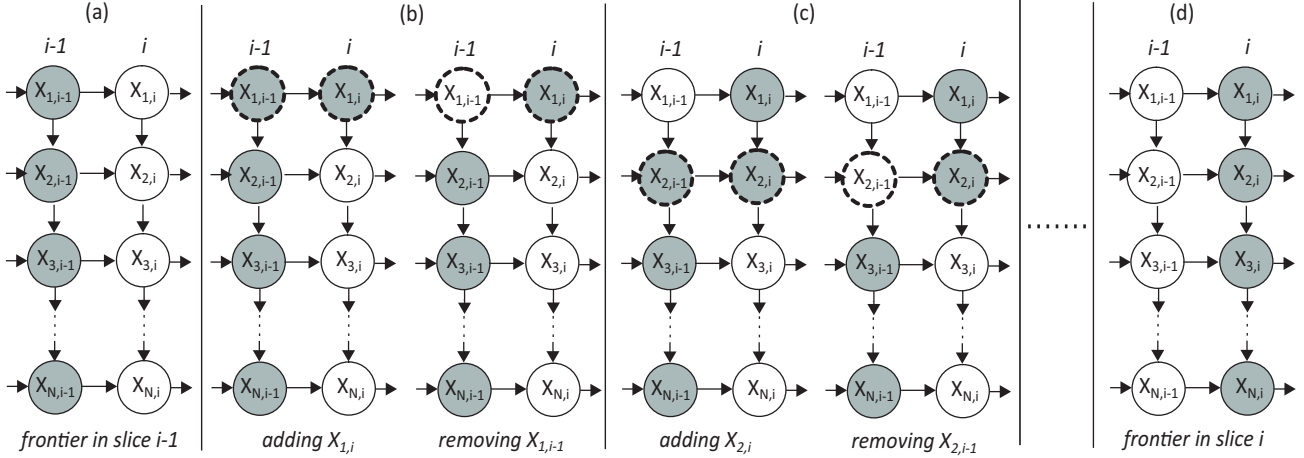 (a) (b) (c) (d)
i-1 i i-1 i i-1 i i-1 i i-1 i i-1 i
X1,i-1 X1,i X1,i-1 X1,i X1,i-1 X1,i X1,i-1 X1,i X1,i-1 X1,i X1,i-1 X1,i
X2,i-1 X2,i X2,i-1 X2,i X2,i-1 X2,i X2,i-1 X2,i X2,i-1 X2,i X2,i-1 X2,i
X3,i-1 X3,i X3,i-1 X3,i X3,i-1 X3,i X3,i-1 X3,i X3,i-1 X3,i X3,i-1 X3,i
XN,i-1 XN,i XN,i-1 XN,i XN,i-1 XN,i XN,i-1 XN,i XN,i-1 XN,i XN,i-1 XN,i
frontier in slice i-1 adding X1,i removing X1,i-1 adding X2,i removing X2,i-1 frontier in slice i